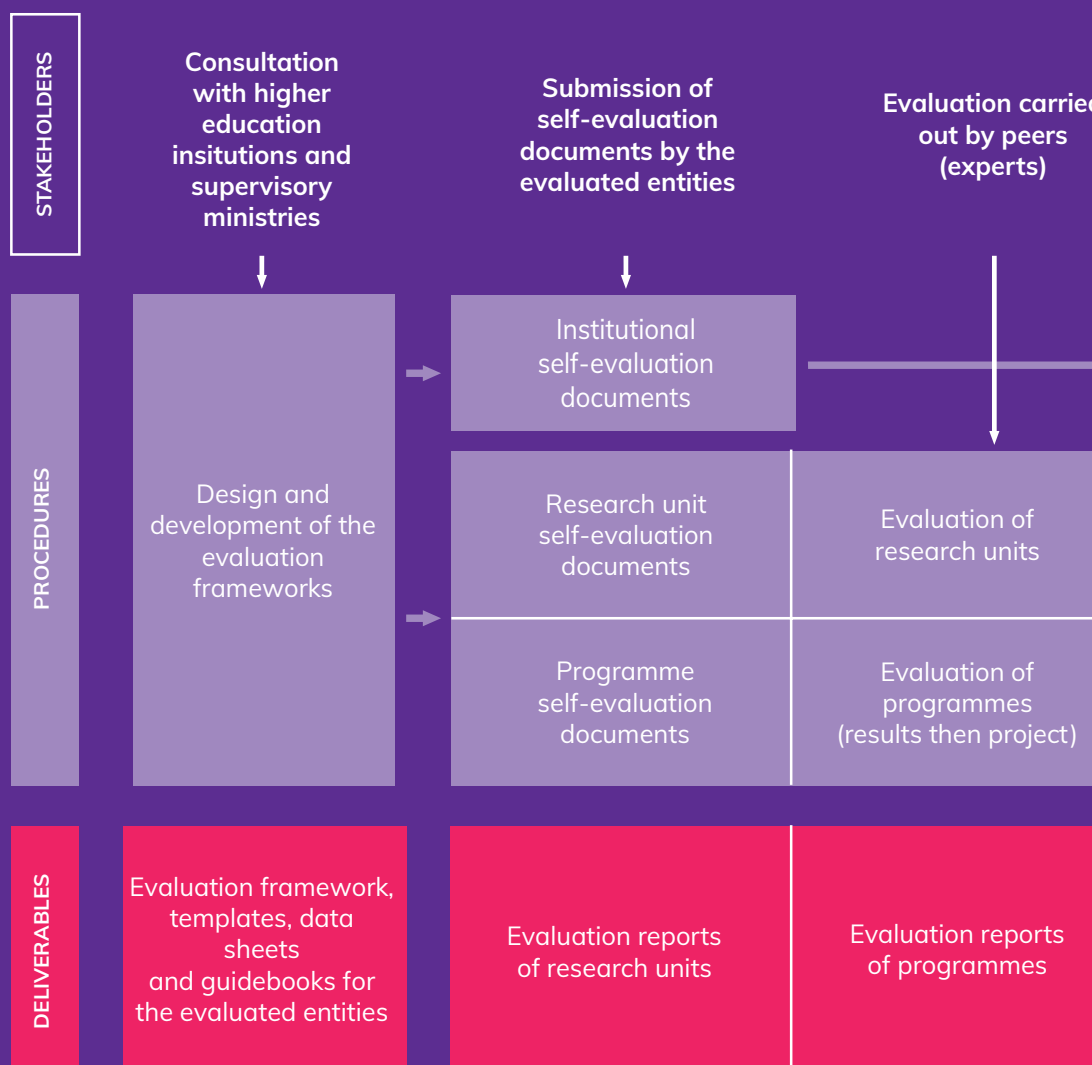 STAKEHOLDERS
Consultation
with higher
education
insitutions and
supervisory
ministries
Submission of
self-evaluation
documents by the
evaluated entities
Evaluation carried
out by peers
(experts)
PROCEDURES
Design and
development of the
evaluation
frameworks
Institutional
self-evaluation
documents
Research unit
self-evaluation
documents
Evaluation of
research units
Programme
self-evaluation
documents
Evaluation of
programmes
(results then project)
DELIVERABLES
Evaluation framework,
templates, data
sheets
and guidebooks for
the evaluated entities
Evaluation reports
of research units
Evaluation reports
of programmes